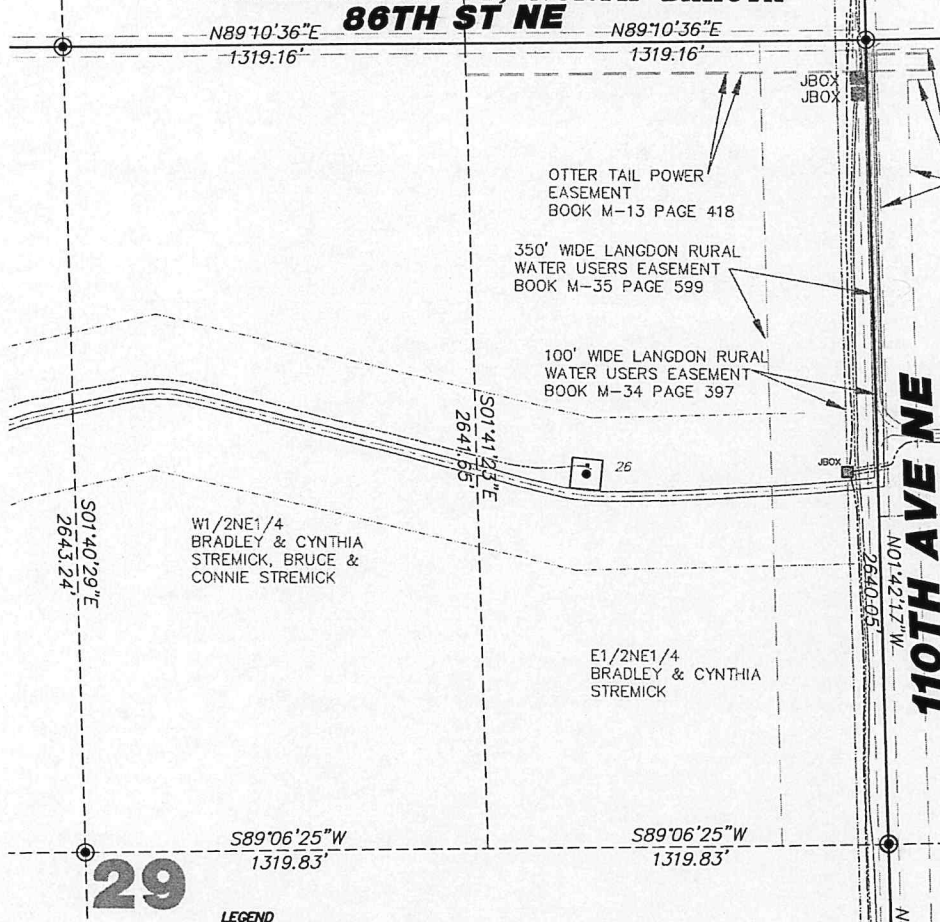 86TH ST NE
N89°10'36"E
1319.16'
N89°10'36"E
1319.16'
JBOX
JBOX
OTTER TAIL POWER
EASEMENT
BOOK M-13 PAGE 418
350' WIDE LANGDON RURAL
WATER USERS EASEMENT
BOOK M-35 PAGE 599
100' WIDE LANGDON RURAL
WATER USERS EASEMENT
BOOK M-34 PAGE 397
S01°41'23"E
2641.65'
26
JBOX
110TH AVE NE
S01°40'29"E
2643.24'
W1/2NE1/4
BRADLEY & CYNTHIA
STREMICK, BRUCE &
CONNIE STREMICK
N01°42'17"W
2640.05'
E1/2NE1/4
BRADLEY & CYNTHIA
STREMICK
S89°06'25"W
1319.83'
S89°06'25"W
1319.83'
29
LEGEND
N